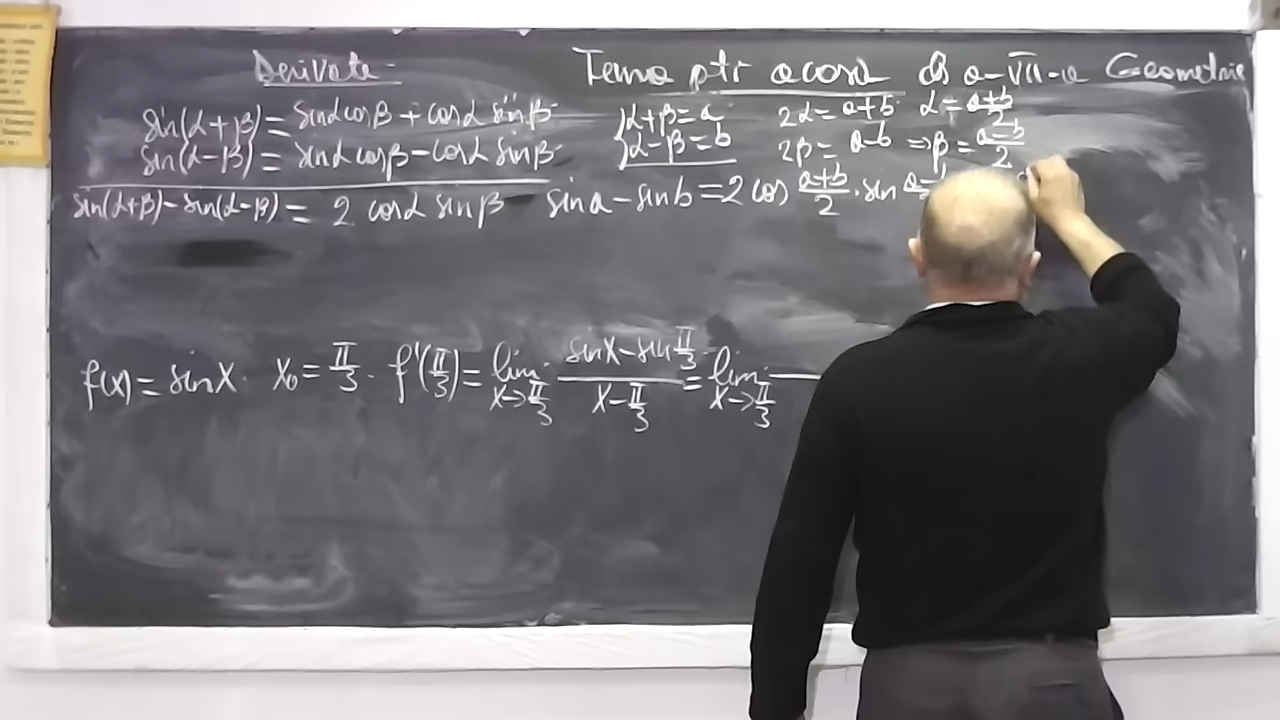 Derivate
Tema ptr acasă cls a-VII-a Geometrie
sin(α+β) = sinα cosβ + cosα sinβ
sin(α-β) = sinα cosβ - cosα sinβ
sin(α+β) - sin(α-β) = 2 cosα sinβ
α+β = a
α-β = b
2α = a+b α = a+b/2
2β = a-b ⇒ β = a-b/2
sin a - sin b = 2 cos a+b/2 · sin
f(x) = sin x. x₀ = π/3. f'(π/3) = lim x→π/3 sin x - sin π/3 / x - π/3 = lim x→π/3